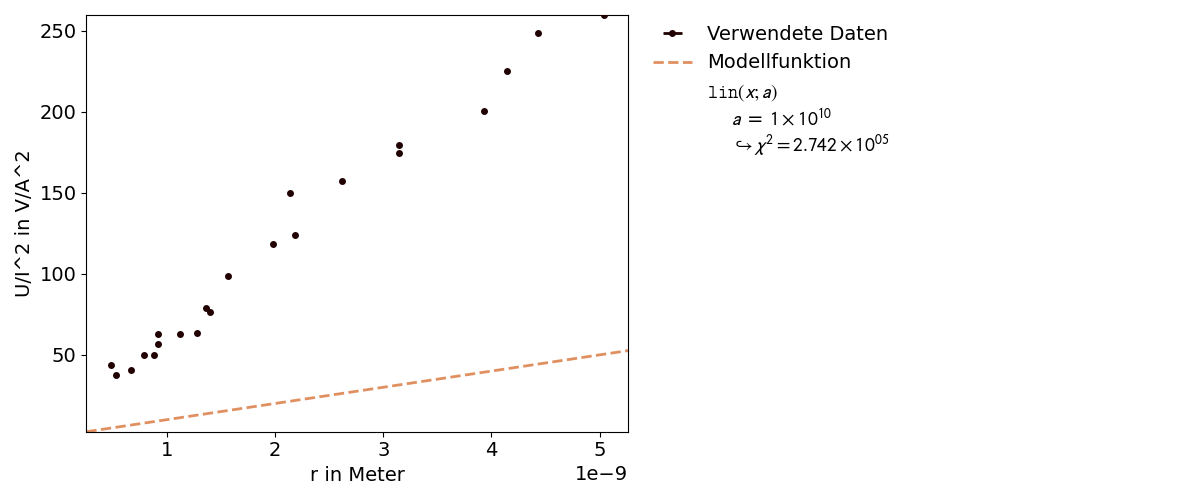 250
200
150
100
50
U/I^2 in V/A^2
1 2 3 4 5
1e−9
r in Meter
Verwendete Daten
Modellfunktion
lin(x; a)
a = 1×10^10
↪ χ^2 = 2.742×10^05